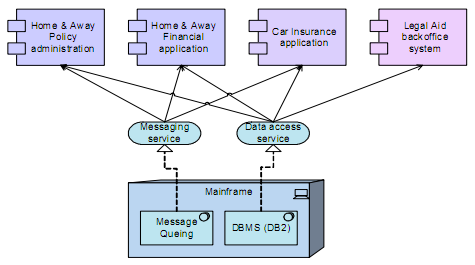 Home & Away
Policy
administration
Home & Away
Financial
application
Car Insurance
application
Legal Aid
backoffice
system
Messaging
service
Data access
service
Mainframe
Message
Queing
DBMS (DB2)